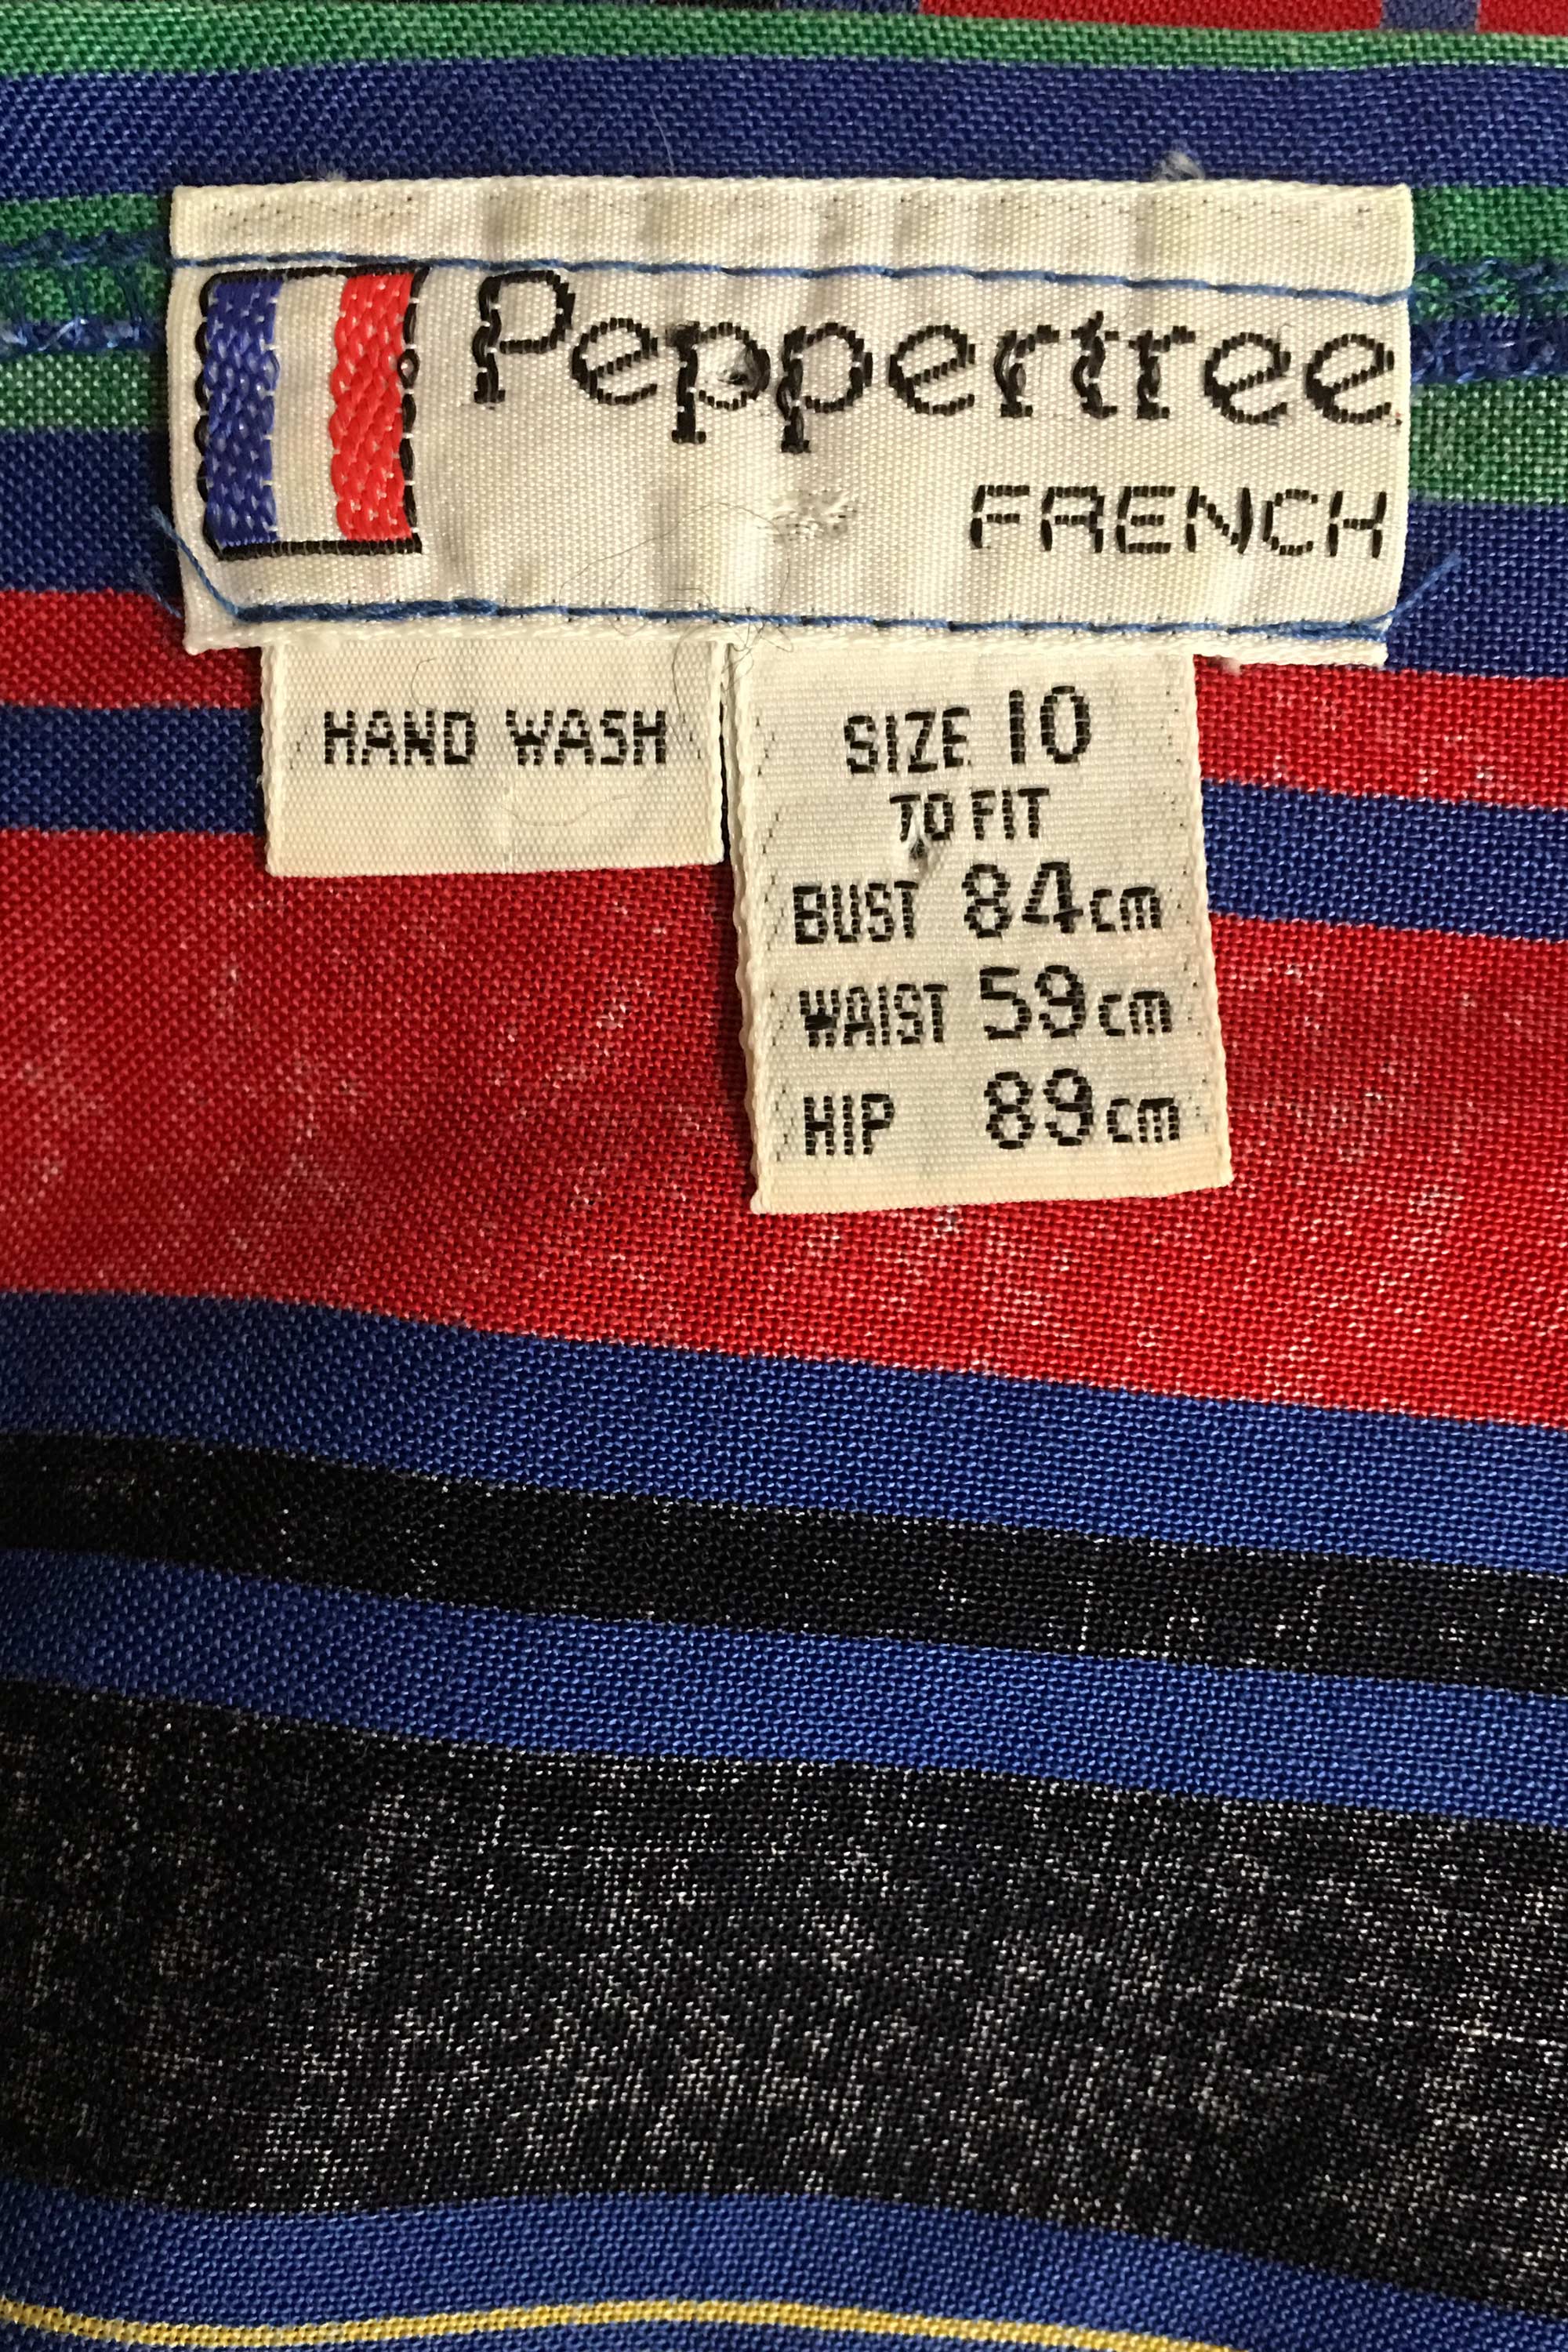 Peppertree
FRENCH
HAND WASH
SIZE 10
TO FIT
BUST 84cm
WAIST 59cm
HIP 89cm